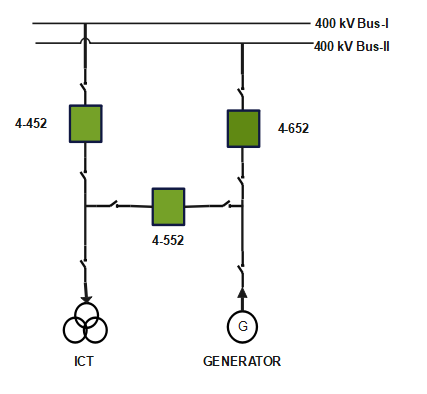 400 kV Bus-I
400 kV Bus-II
4-452
4-652
4-552
G
ICT
GENERATOR